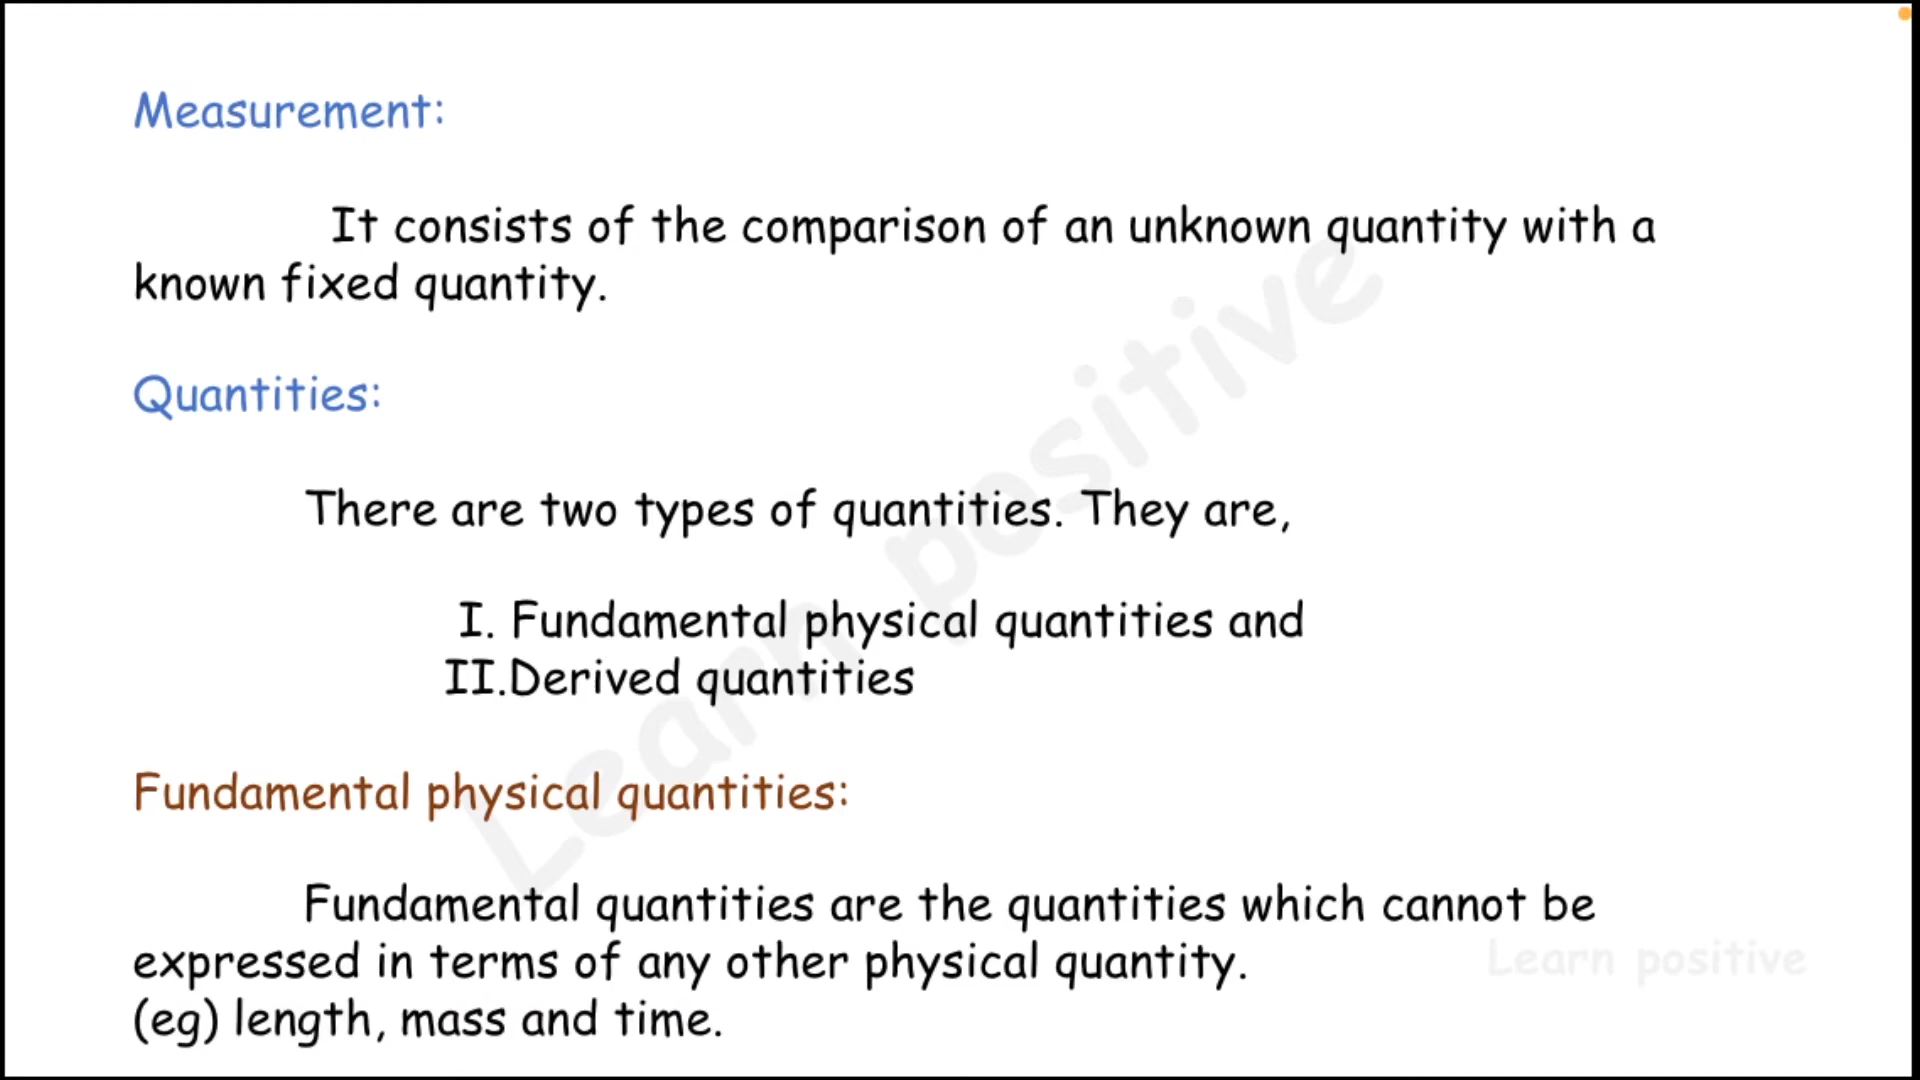 Measurement:
It consists of the comparison of an unknown quantity with a
known fixed quantity.
Quantities:
There are two types of quantities. They are,
I. Fundamental physical quantities and
II.Derived quantities
Fundamental physical quantities:
Fundamental quantities are the quantities which cannot be
expressed in terms of any other physical quantity.
(eg) length, mass and time.
Learn positive
Learn positive